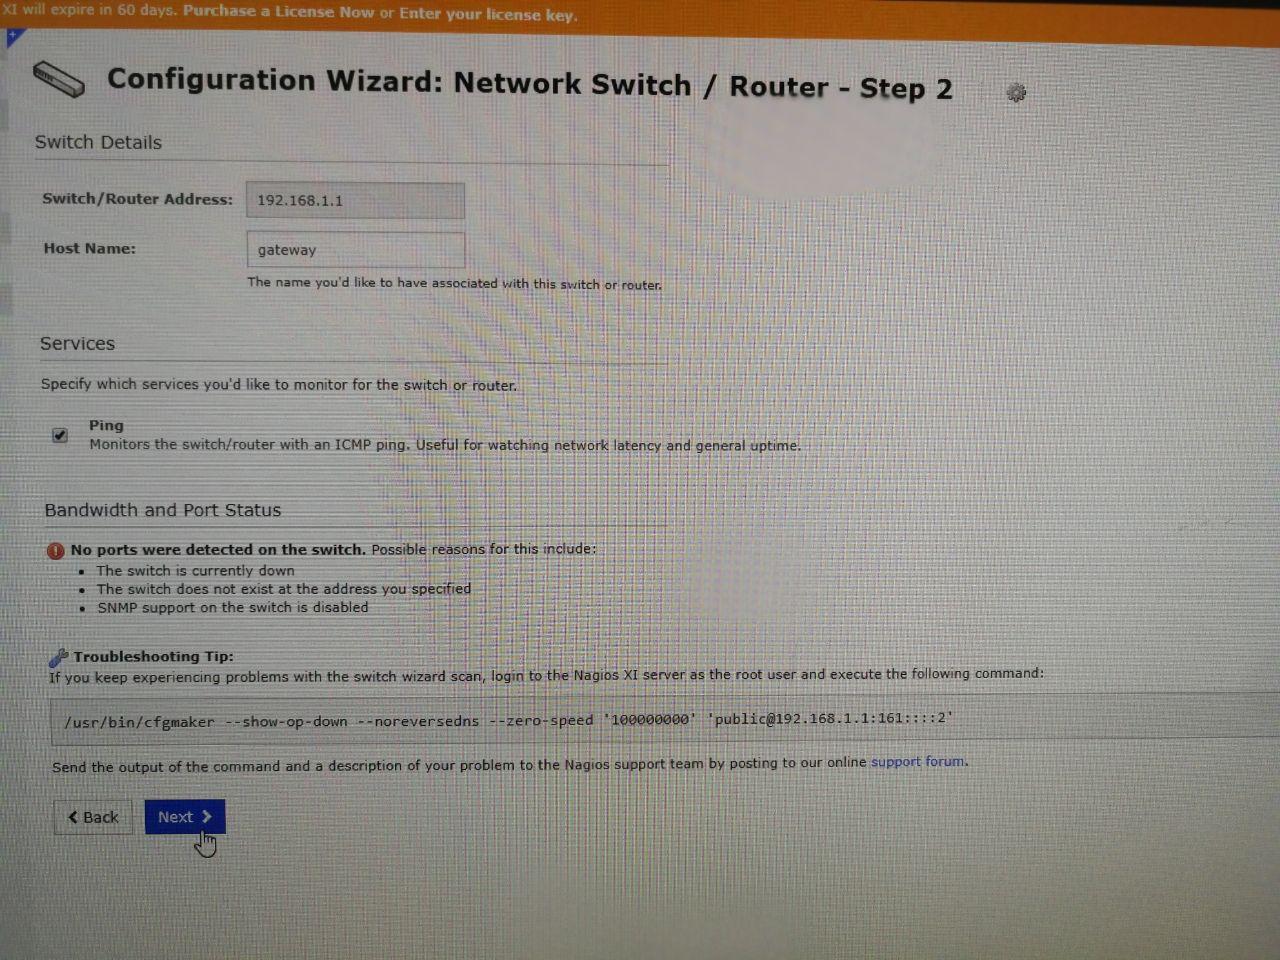 XI will expire in 60 days. Purchase a License Now or Enter your license key.
Configuration Wizard: Network Switch / Router - Step 2
Switch Details
Switch/Router Address: 192.168.1.1
Host Name: gateway
The name you'd like to have associated with this switch or router.
Services
Specify which services you'd like to monitor for the switch or router.
Ping
Monitors the switch/router with an ICMP ping. Useful for watching network latency and general uptime.
Bandwidth and Port Status
No ports were detected on the switch. Possible reasons for this include:
The switch is currently down
The switch does not exist at the address you specified
SNMP support on the switch is disabled
Troubleshooting Tip:
If you keep experiencing problems with the switch wizard scan, login to the Nagios XI server as the root user and execute the following command:
/usr/bin/cfgmaker --show-op-down --noreversedns --zero-speed '100000000' 'public@192.168.1.1:161::::2'
Send the output of the command and a description of your problem to the Nagios support team by posting to our online support forum.
Back Next